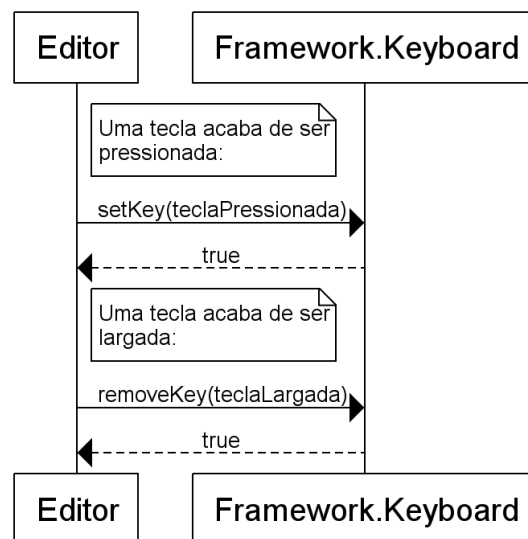 Editor
Framework.Keyboard
Uma tecla acaba de ser
pressionada:
setKey(teclaPressionada)
true
Uma tecla acaba de ser
largada:
removeKey(teclaLargada)
true
Editor
Framework.Keyboard